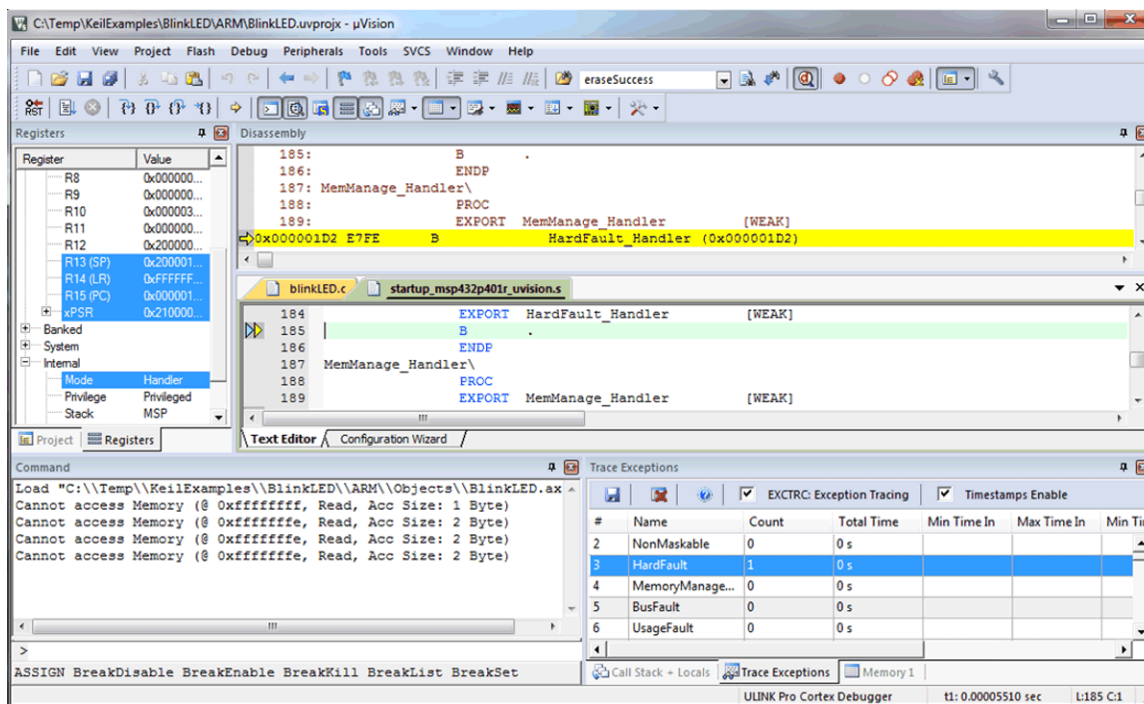 C:\Temp\KeilExamples\BlinkLED\ARM\BlinkLED.uvprojx - µVision
File Edit View Project Flash Debug Peripherals Tools SVCS Window Help
eraseSuccess
RST
Registers
Register Value
R8 0x000000...
R9 0x000000...
R10 0x000003...
R11 0x000000...
R12 0x200000...
R13 (SP) 0x200001...
R14 (LR) 0xFFFFFF...
R15 (PC) 0x000001...
xPSR 0x210000...
Banked
System
Internal
Mode Handler
Privilege Privileged
Stack MSP
Project Registers
Disassembly
185: B .
186: ENDP
187: MemManage_Handler\
188: PROC
189: EXPORT MemManage_Handler [WEAK]
0x000001D2 E7FE B HardFault_Handler (0x000001D2)
blinkLED.c startup_msp432p401r_uvision.s
184 EXPORT HardFault_Handler [WEAK]
185 B .
186 ENDP
187 MemManage_Handler\
188 PROC
189 EXPORT MemManage_Handler [WEAK]
Text Editor Configuration Wizard
Command
Load "C:\\Temp\\KeilExamples\\BlinkLED\\ARM\\Objects\\BlinkLED.ax
Cannot access Memory (@ 0xffffffff, Read, Acc Size: 1 Byte)
Cannot access Memory (@ 0xfffffffe, Read, Acc Size: 2 Byte)
Cannot access Memory (@ 0xfffffffe, Read, Acc Size: 2 Byte)
Cannot access Memory (@ 0xfffffffe, Read, Acc Size: 2 Byte)
>
ASSIGN BreakDisable BreakEnable BreakKill BreakList BreakSet
Trace Exceptions
EXCTRC: Exception Tracing Timestamps Enable
# Name Count Total Time Min Time In Max Time In Min Ti
2 NonMaskable 0 0 s
3 HardFault 1 0 s
4 MemoryManage... 0 0 s
5 BusFault 0 0 s
6 UsageFault 0 0 s
Call Stack + Locals Trace Exceptions Memory 1
ULINK Pro Cortex Debugger t1: 0.00005510 sec L:185 C:1